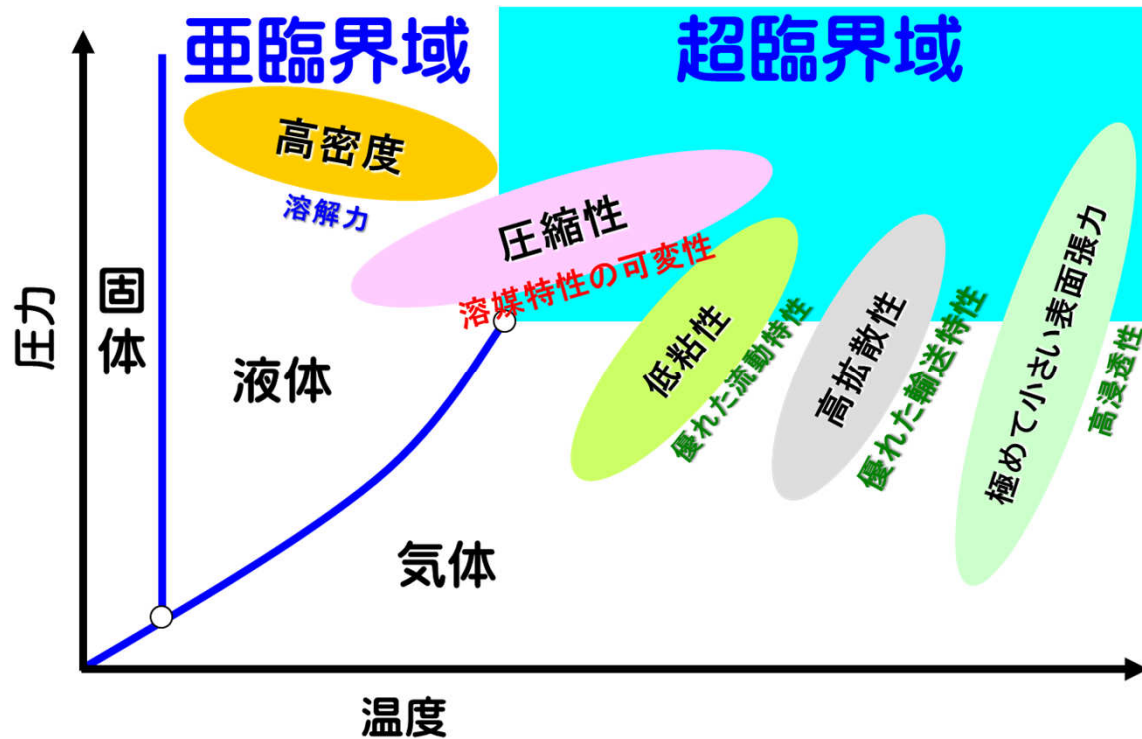 亜臨界域
超臨界域
高密度
溶解力
圧縮性
溶媒特性の可変性
固体
圧力
液体
低粘性
優れた流動特性
高拡散性
優れた輸送特性
極めて小さい表面張力
高浸透性
気体
温度